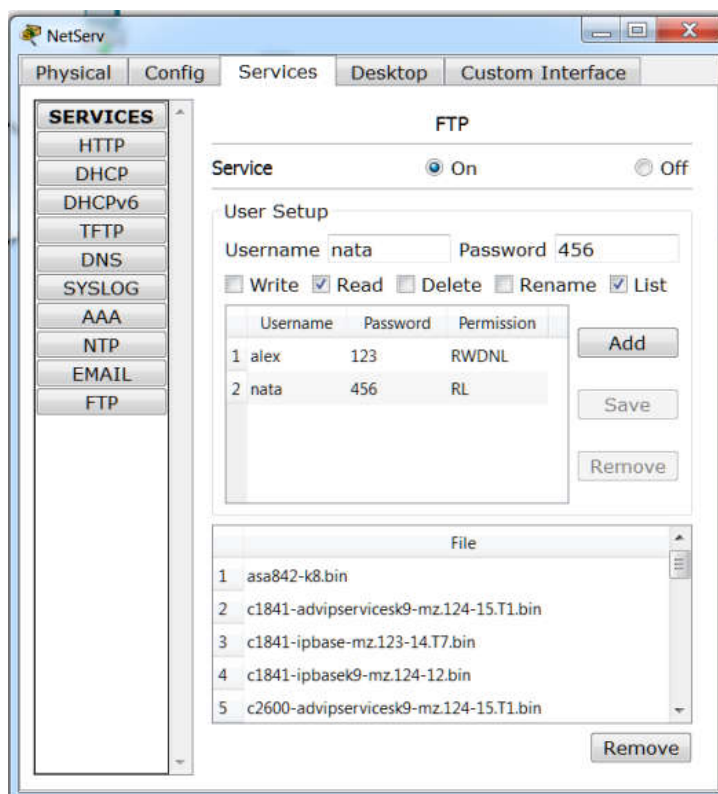 NetServ
Physical Config Services Desktop Custom Interface
SERVICES
HTTP
DHCP
DHCPv6
TFTP
DNS
SYSLOG
AAA
NTP
EMAIL
FTP
FTP
Service On Off
User Setup
Username nata Password 456
Write Read Delete Rename List
Username Password Permission
1 alex 123 RWDNL
2 nata 456 RL
Add
Save
Remove
File
1 asa842-k8.bin
2 c1841-advipservicesk9-mz.124-15.T1.bin
3 c1841-ipbase-mz.123-14.T7.bin
4 c1841-ipbasek9-mz.124-12.bin
5 c2600-advipservicesk9-mz.124-15.T1.bin
Remove